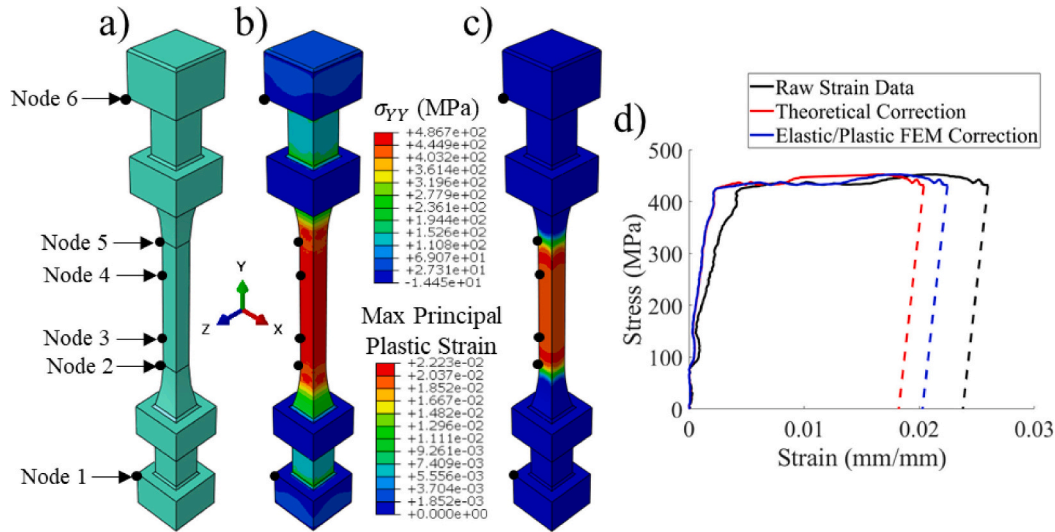 a)
b)
c)
Node 6
Node 5
Node 4
Node 3
Node 2
Node 1
Y
Z
X
σYY (MPa)
+4.867e+02
+4.449e+02
+4.032e+02
+3.614e+02
+3.196e+02
+2.779e+02
+2.361e+02
+1.944e+02
+1.526e+02
+1.108e+02
+6.907e+01
+2.731e+01
-1.445e+01
Max Principal
Plastic Strain
+2.223e-02
+2.037e-02
+1.852e-02
+1.667e-02
+1.482e-02
+1.296e-02
+1.111e-02
+9.261e-03
+7.409e-03
+5.556e-03
+3.704e-03
+1.852e-03
+0.000e+00
d)
Raw Strain Data
Theoretical Correction
Elastic/Plastic FEM Correction
500
400
300
200
100
0
Stress (MPa)
0
0.01
0.02
0.03
Strain (mm/mm)